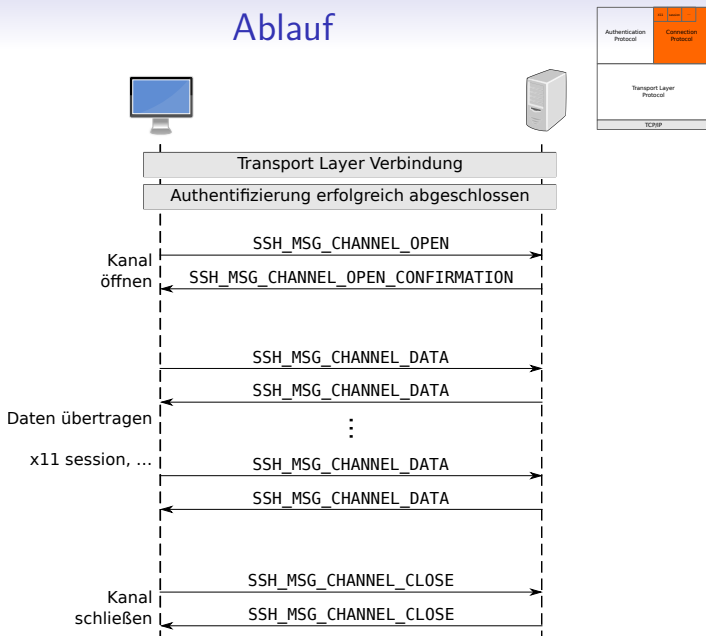 Ablauf
Authentication
Protocol
Connection
Protocol
Transport Layer
Protocol
TCP/IP
Transport Layer Verbindung
Authentifizierung erfolgreich abgeschlossen
SSH_MSG_CHANNEL_OPEN
Kanal
öffnen
SSH_MSG_CHANNEL_OPEN_CONFIRMATION
SSH_MSG_CHANNEL_DATA
SSH_MSG_CHANNEL_DATA
Daten übertragen
⋮
x11 session, ...
SSH_MSG_CHANNEL_DATA
SSH_MSG_CHANNEL_DATA
SSH_MSG_CHANNEL_CLOSE
Kanal
schließen
SSH_MSG_CHANNEL_CLOSE